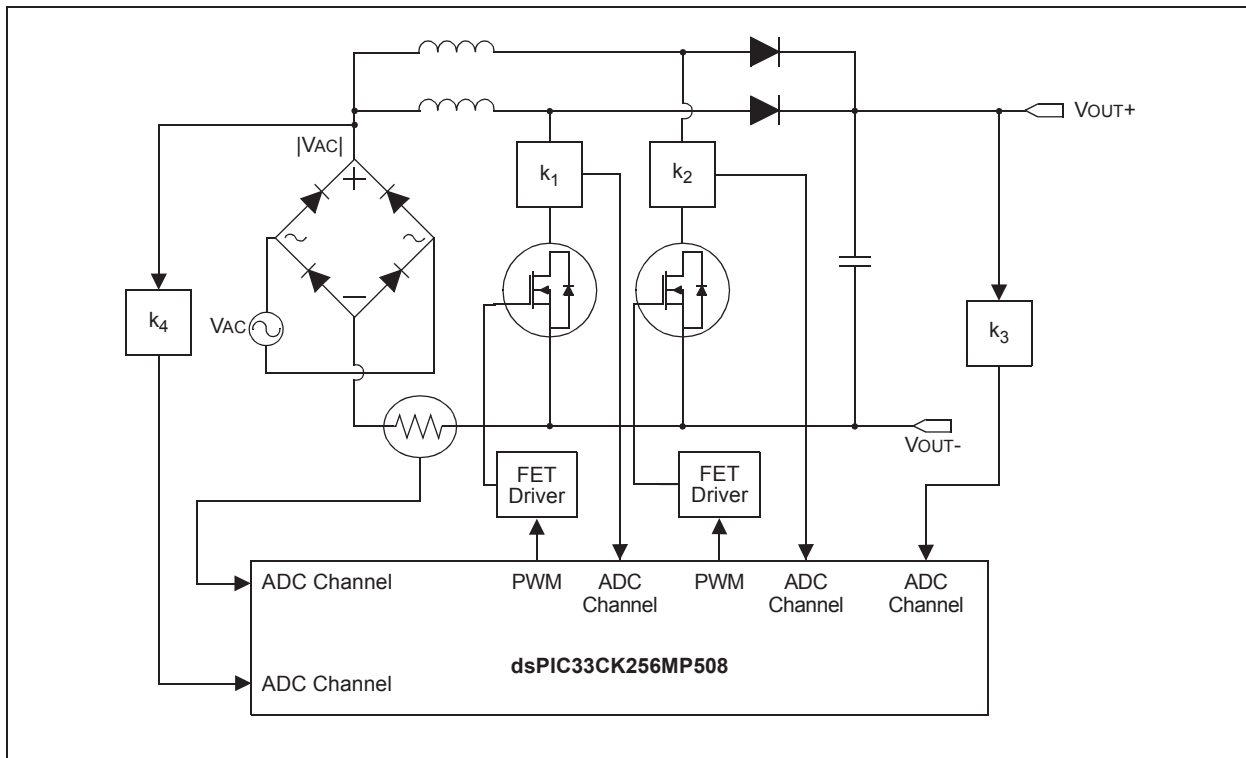 VOUT+
|VAC|
+
k1
k2
k4
VAC
−
k3
VOUT-
FET
Driver
FET
Driver
ADC Channel
PWM
ADC
Channel
PWM
ADC
Channel
ADC
Channel
dsPIC33CK256MP508
ADC Channel